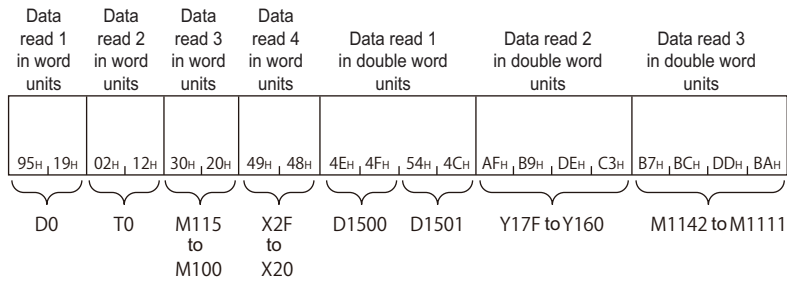 Data read 1 in word units
Data read 2 in word units
Data read 3 in word units
Data read 4 in word units
Data read 1 in double word units
Data read 2 in double word units
Data read 3 in double word units
95H 19H 02H 12H 30H 20H 49H 48H 4EH 4FH 54H 4CH AFH B9H DEH C3H B7H BCH DDH BAH
D0
T0
M115 to M100
X2F to X20
D1500
D1501
Y17F to Y160
M1142 to M1111